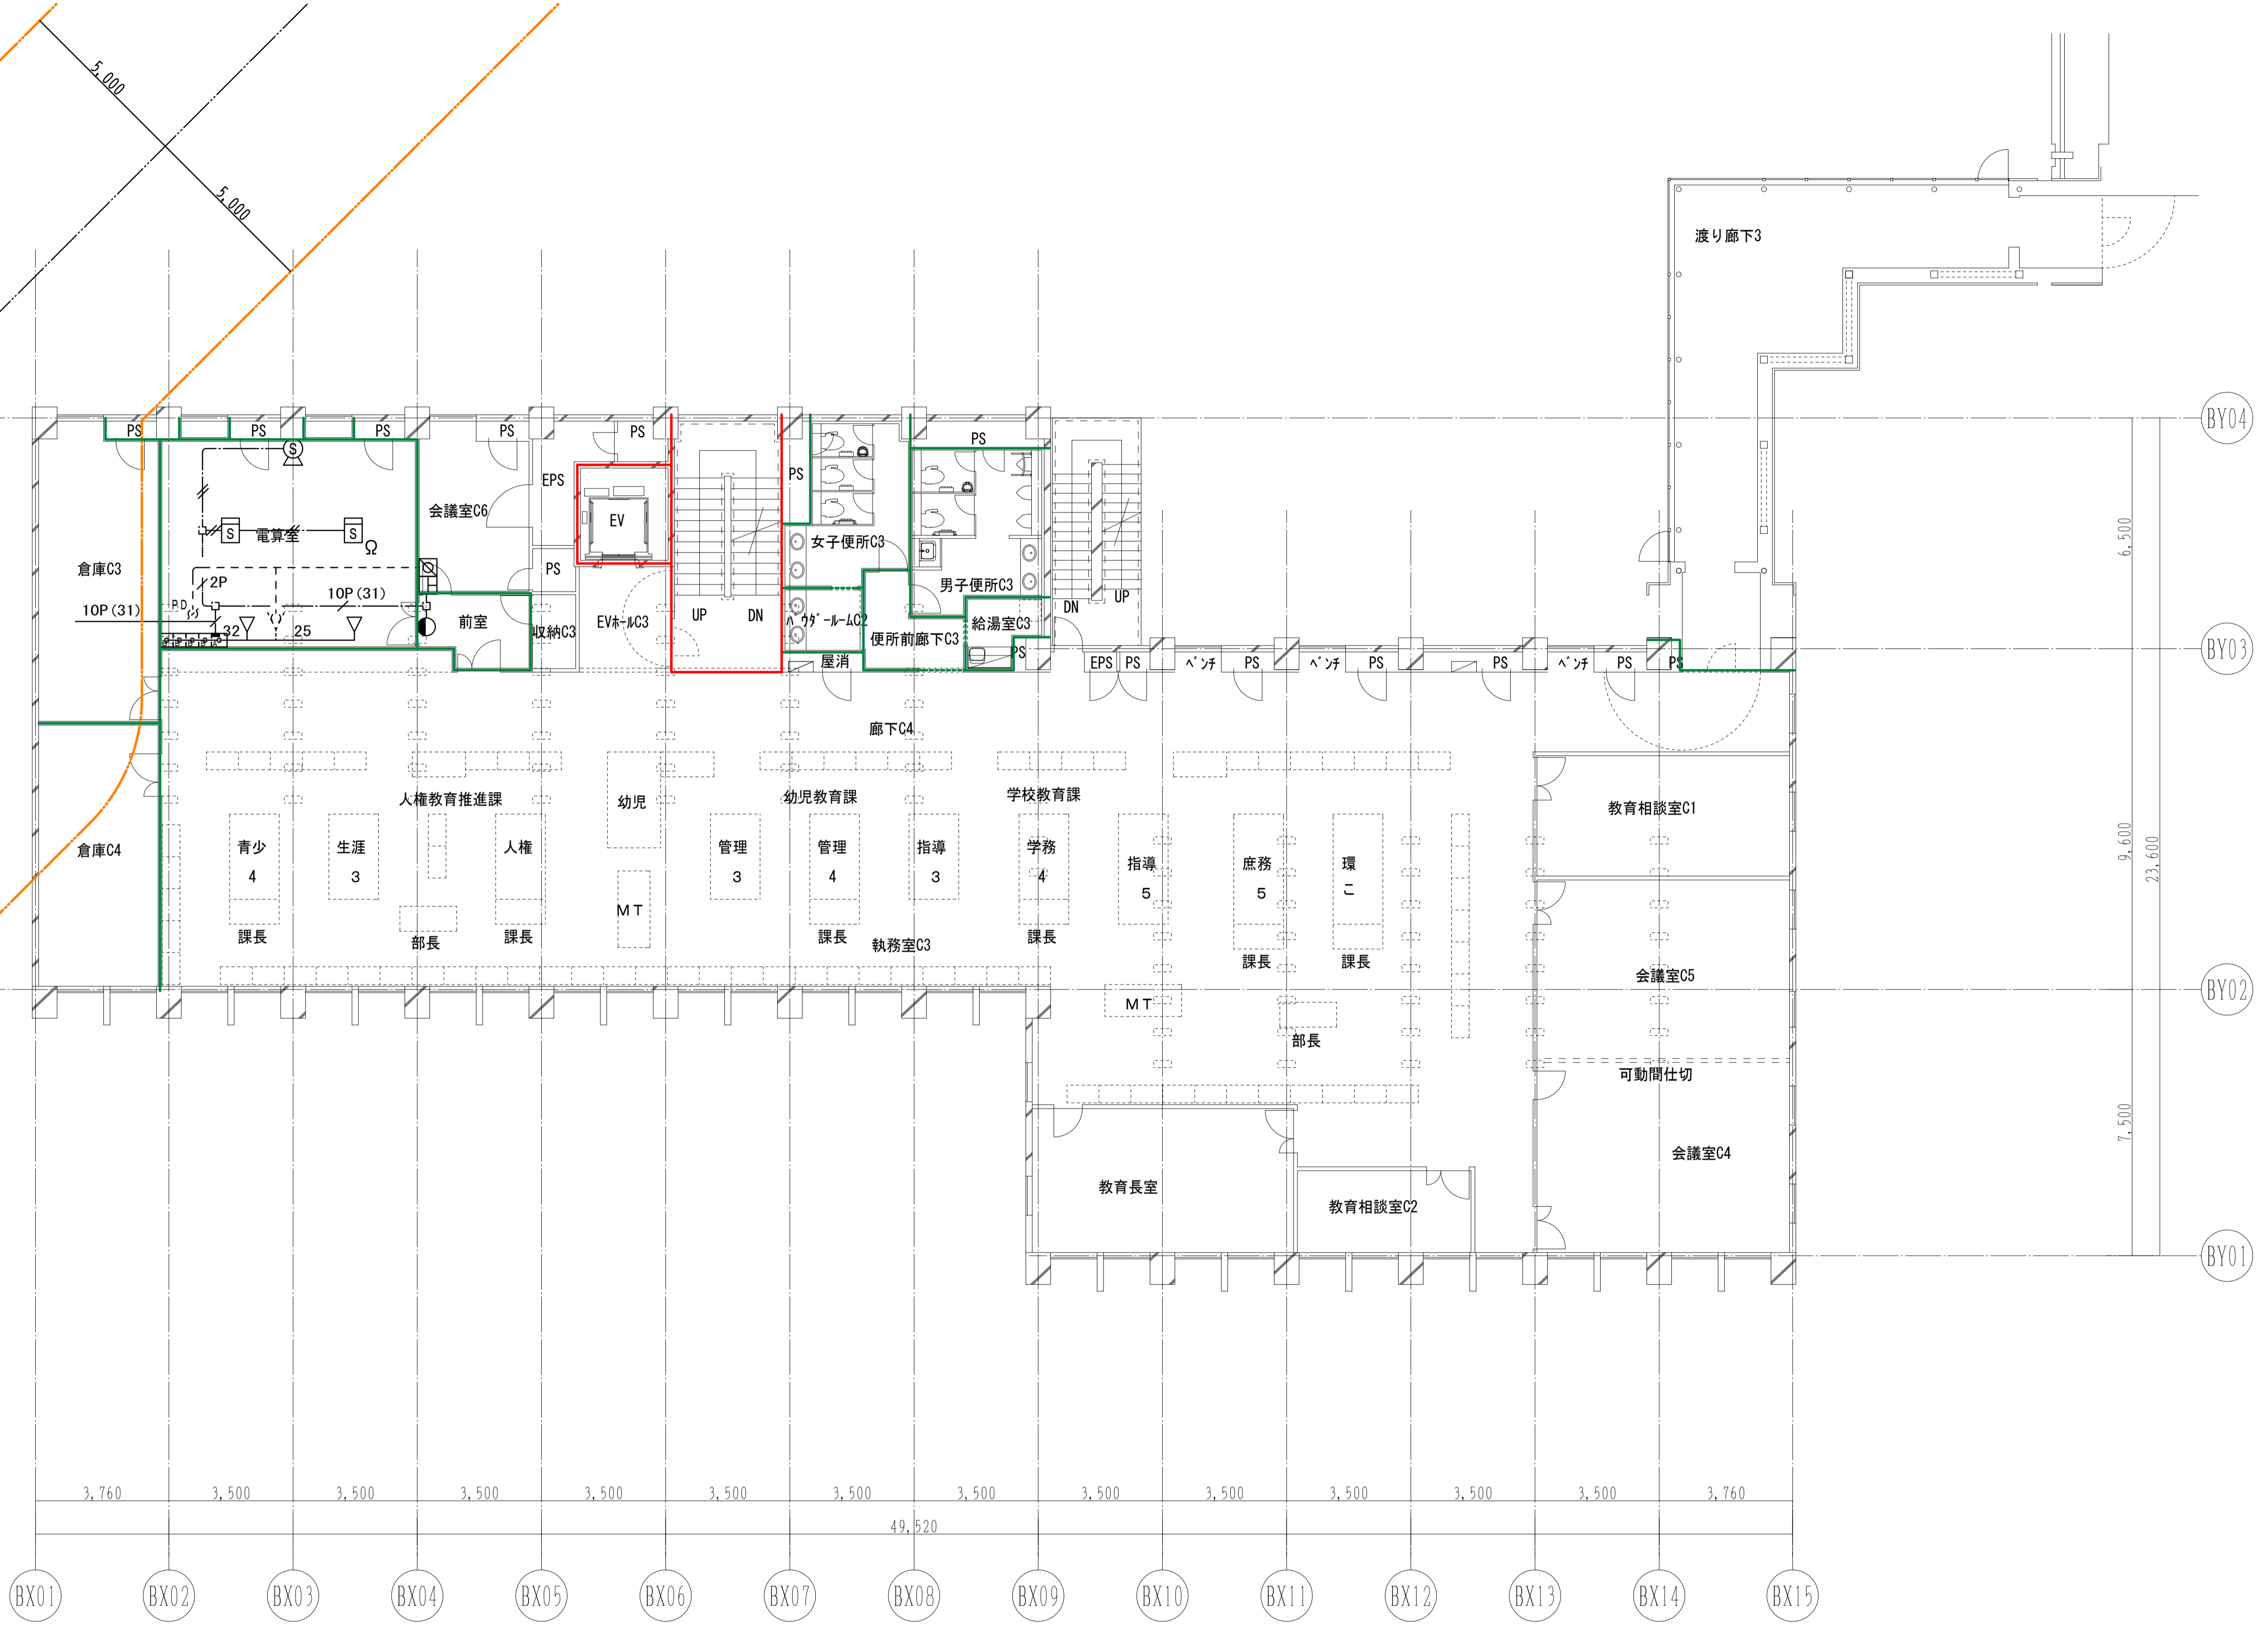 5,000
5,000
渡り廊下3
PS
PS
PS
PS
PS
PS
BY04
S
EPS
PS
EV
会議室C6
S
電算室
S
Ω
女子便所C3
6,500
倉庫C3
PS
2P
男子便所C3
10P(31)
10P(31)
UP
DN
DN
UP
前室
収納C3
EVホールC3
パウダールームC2
給湯室C3
32
25
便所前廊下C3
PS
BY03
屋消
EPS
PS
ベンチ
PS
ベンチ
PS
PS
ベンチ
PS
PS
廊下C4
人権教育推進課
幼児
幼児教育課
学校教育課
教育相談室C1
9,600
23,600
倉庫C4
青少
4
生涯
3
人権
管理
3
管理
4
指導
3
学務
4
指導
5
庶務
5
環
こ
MT
課長
部長
課長
課長
執務室C3
課長
課長
課長
会議室C5
BY02
MT
部長
可動間仕切
7,500
会議室C4
教育長室
教育相談室C2
BY01
3,760
3,500
3,500
3,500
3,500
3,500
3,500
3,500
3,500
3,500
3,500
3,500
3,500
3,760
49,520
BX01
BX02
BX03
BX04
BX05
BX06
BX07
BX08
BX09
BX10
BX11
BX12
BX13
BX14
BX15